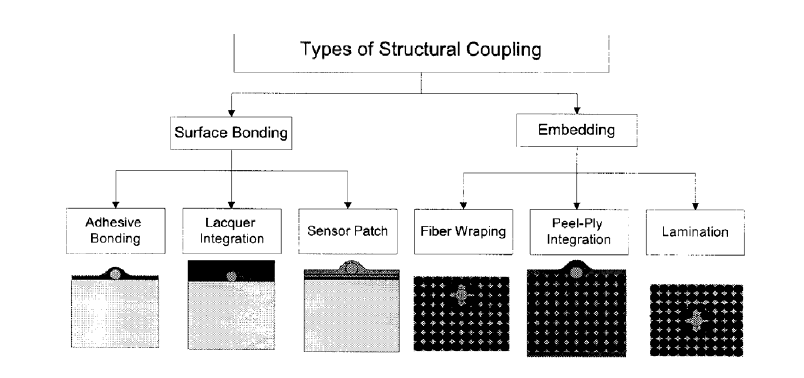 Types of Structural Coupling
Surface Bonding
Embedding
Adhesive
Bonding
Lacquer
Integration
Sensor Patch
Fiber Wraping
Peel-Ply
Integration
Lamination